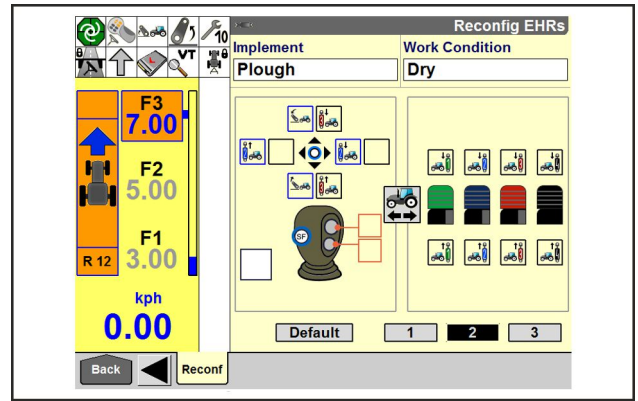 Reconfig EHRs
10
VT
Implement
Work Condition
Plough
Dry
F3
7.00
F2
5.00
F1
R 12
3.00
SF
kph
0.00
Default
1
2
3
Back
Reconf